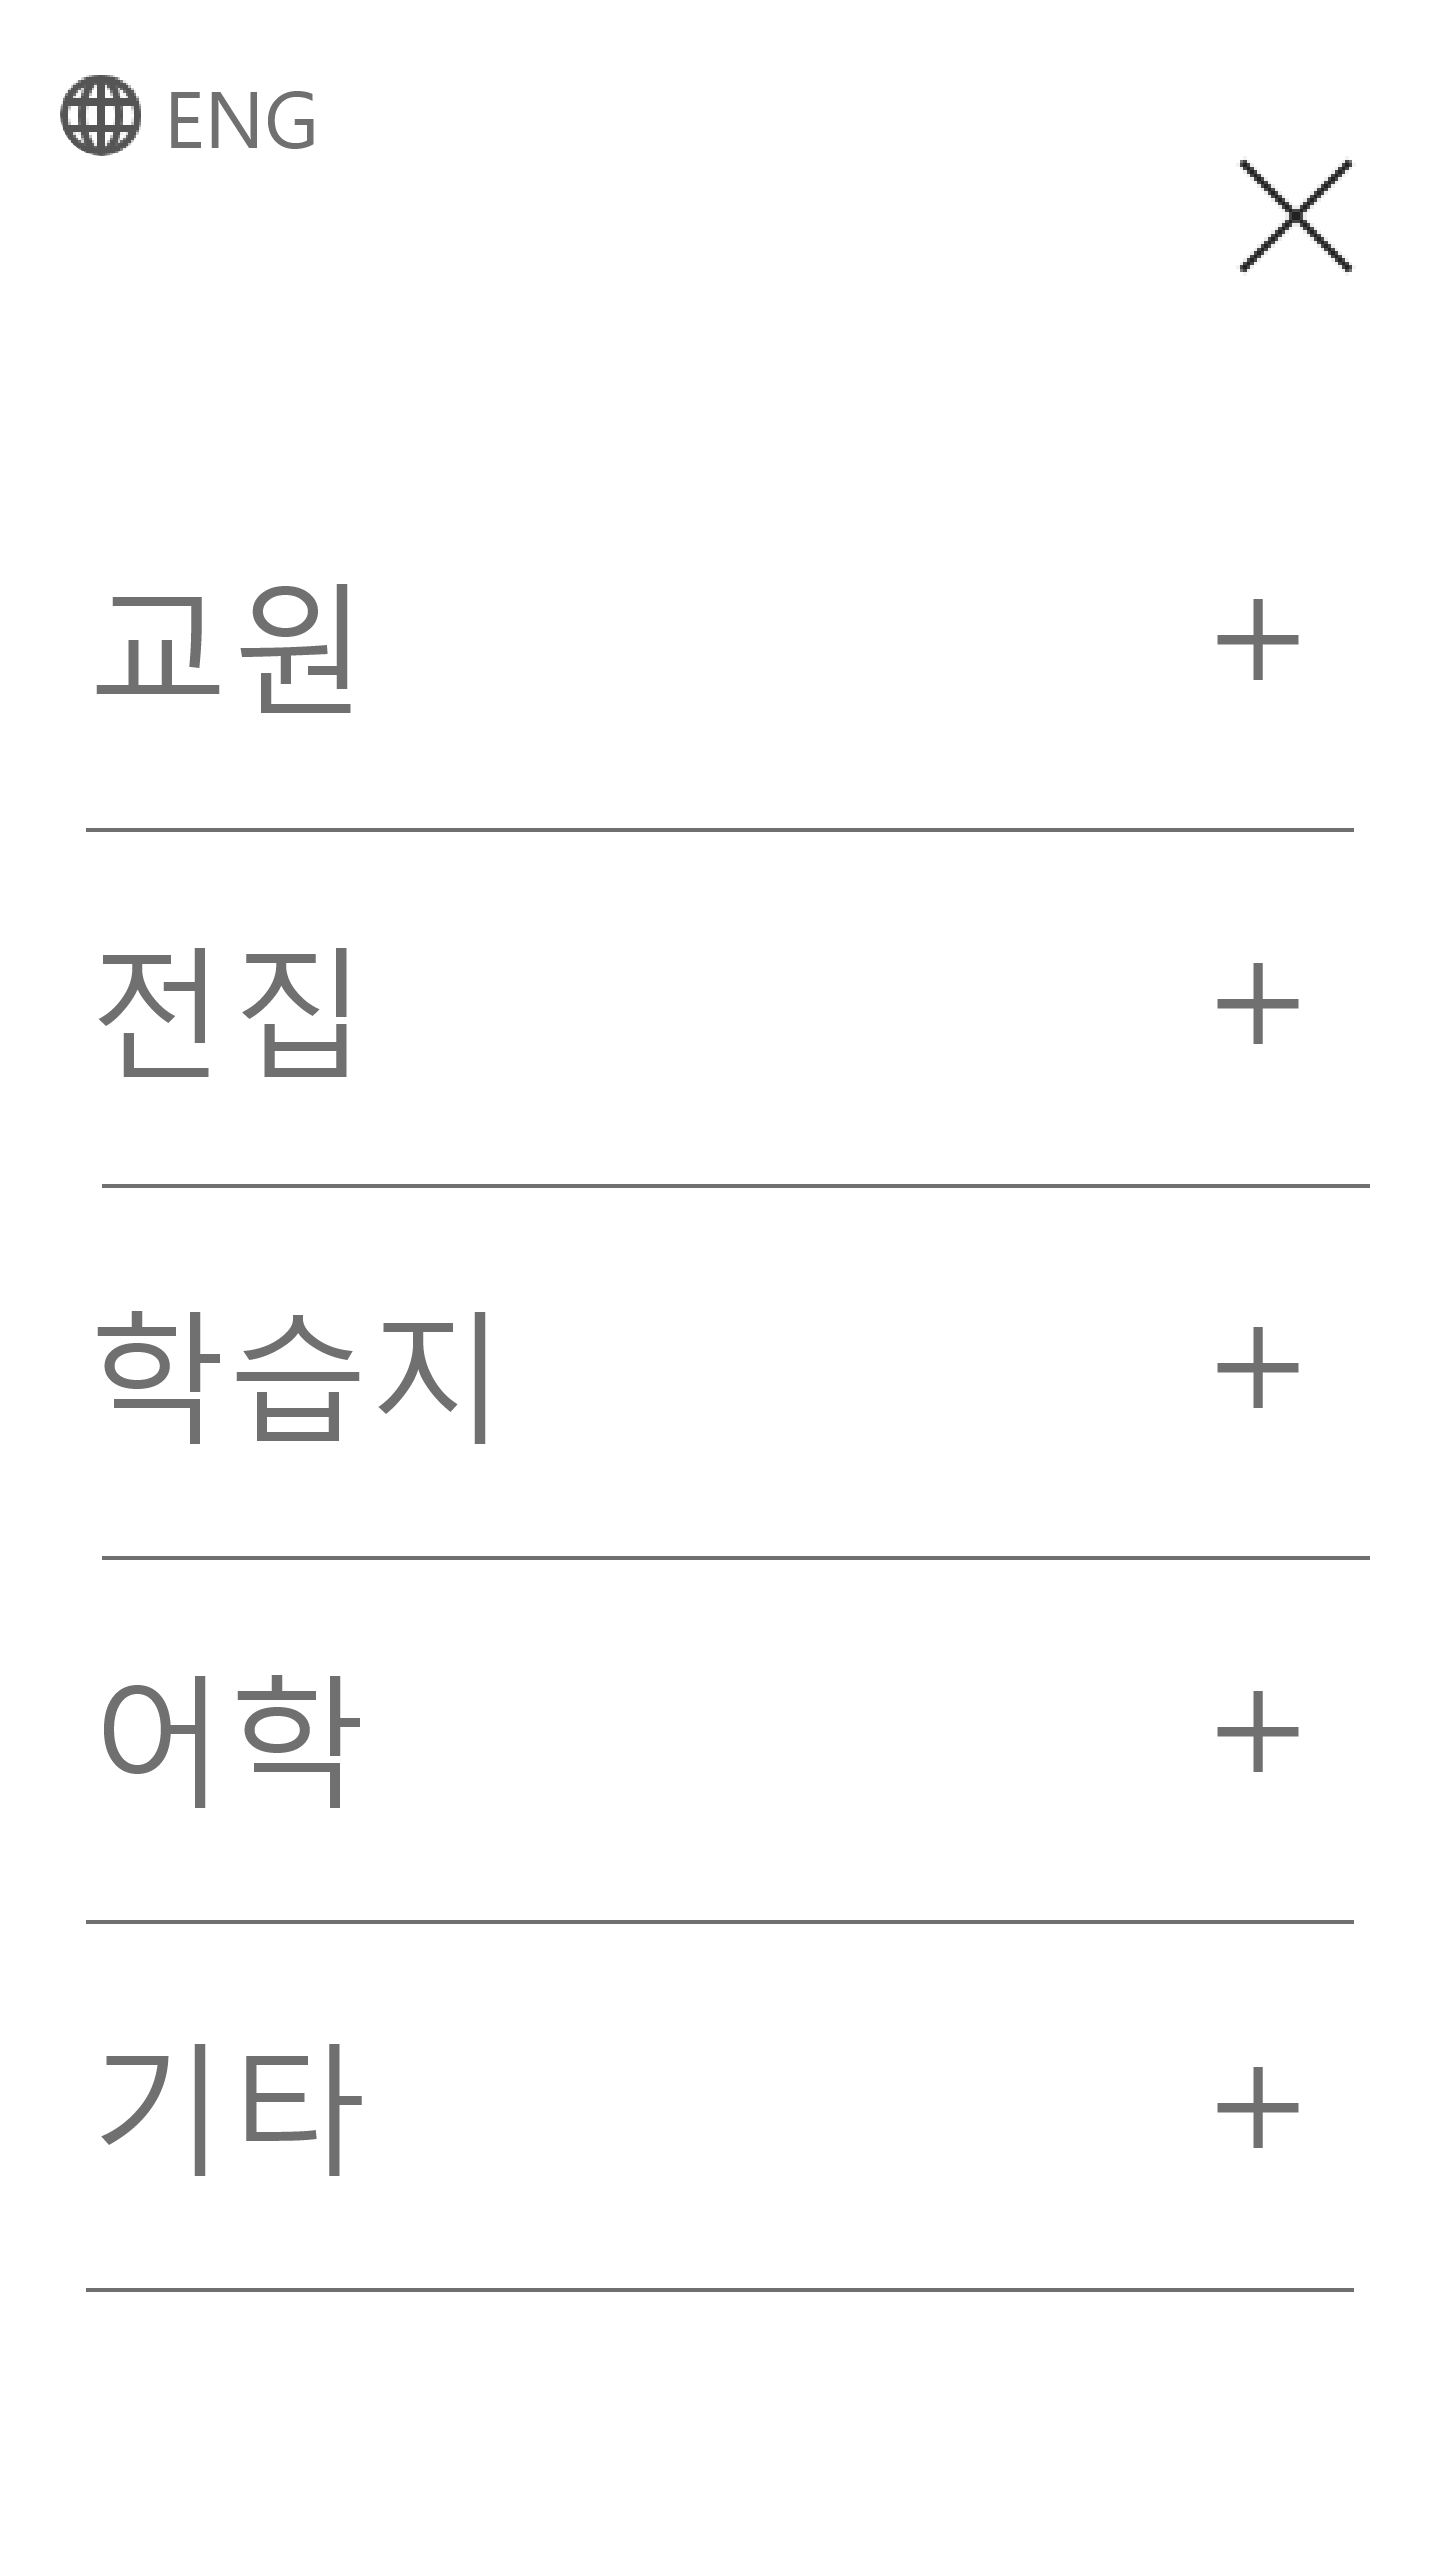 ENG
교원 +
전집 +
학습지 +
어학 +
기타 +